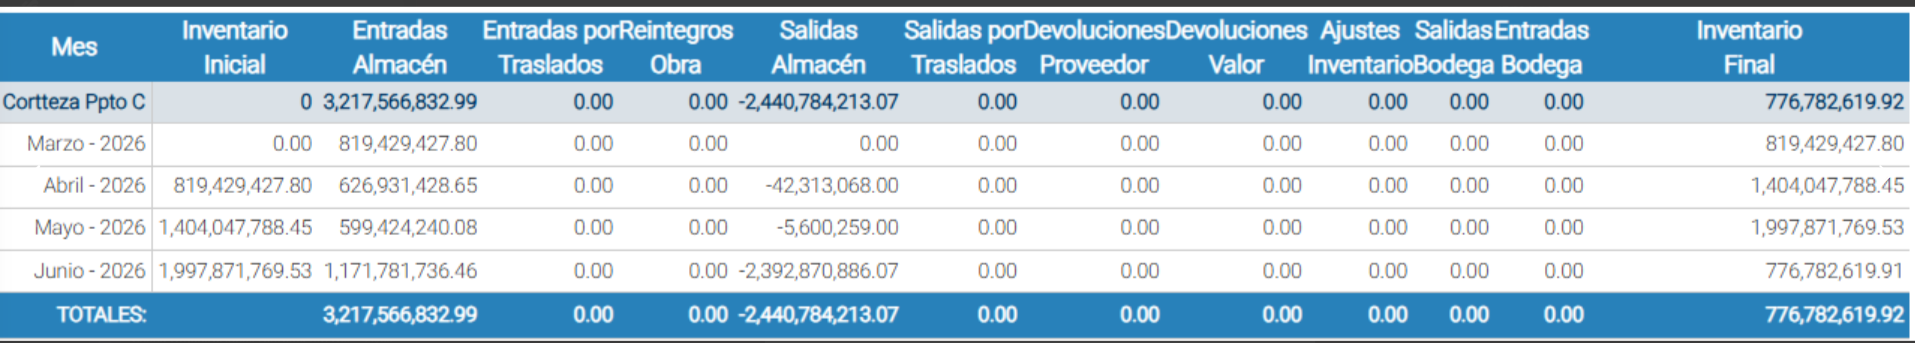 Mes Inventario Inicial Entradas Almacén Entradas por Traslados Reintegros Obra Salidas Almacén Salidas por Traslados Devoluciones Proveedor Devoluciones Valor Ajustes Inventario Salidas Bodega Entradas Bodega Inventario Final
Cortteza Ppto C 0 3,217,566,832.99 0.00 0.00 -2,440,784,213.07 0.00 0.00 0.00 0.00 0.00 0.00 776,782,619.92
Marzo - 2026 0.00 819,429,427.80 0.00 0.00 0.00 0.00 0.00 0.00 0.00 0.00 0.00 819,429,427.80
Abril - 2026 819,429,427.80 626,931,428.65 0.00 0.00 -42,313,068.00 0.00 0.00 0.00 0.00 0.00 0.00 1,404,047,788.45
Mayo - 2026 1,404,047,788.45 599,424,240.08 0.00 0.00 -5,600,259.00 0.00 0.00 0.00 0.00 0.00 0.00 1,997,871,769.53
Junio - 2026 1,997,871,769.53 1,171,781,736.46 0.00 0.00 -2,392,870,886.07 0.00 0.00 0.00 0.00 0.00 0.00 776,782,619.91
TOTALES: 3,217,566,832.99 0.00 0.00 -2,440,784,213.07 0.00 0.00 0.00 0.00 0.00 0.00 776,782,619.92